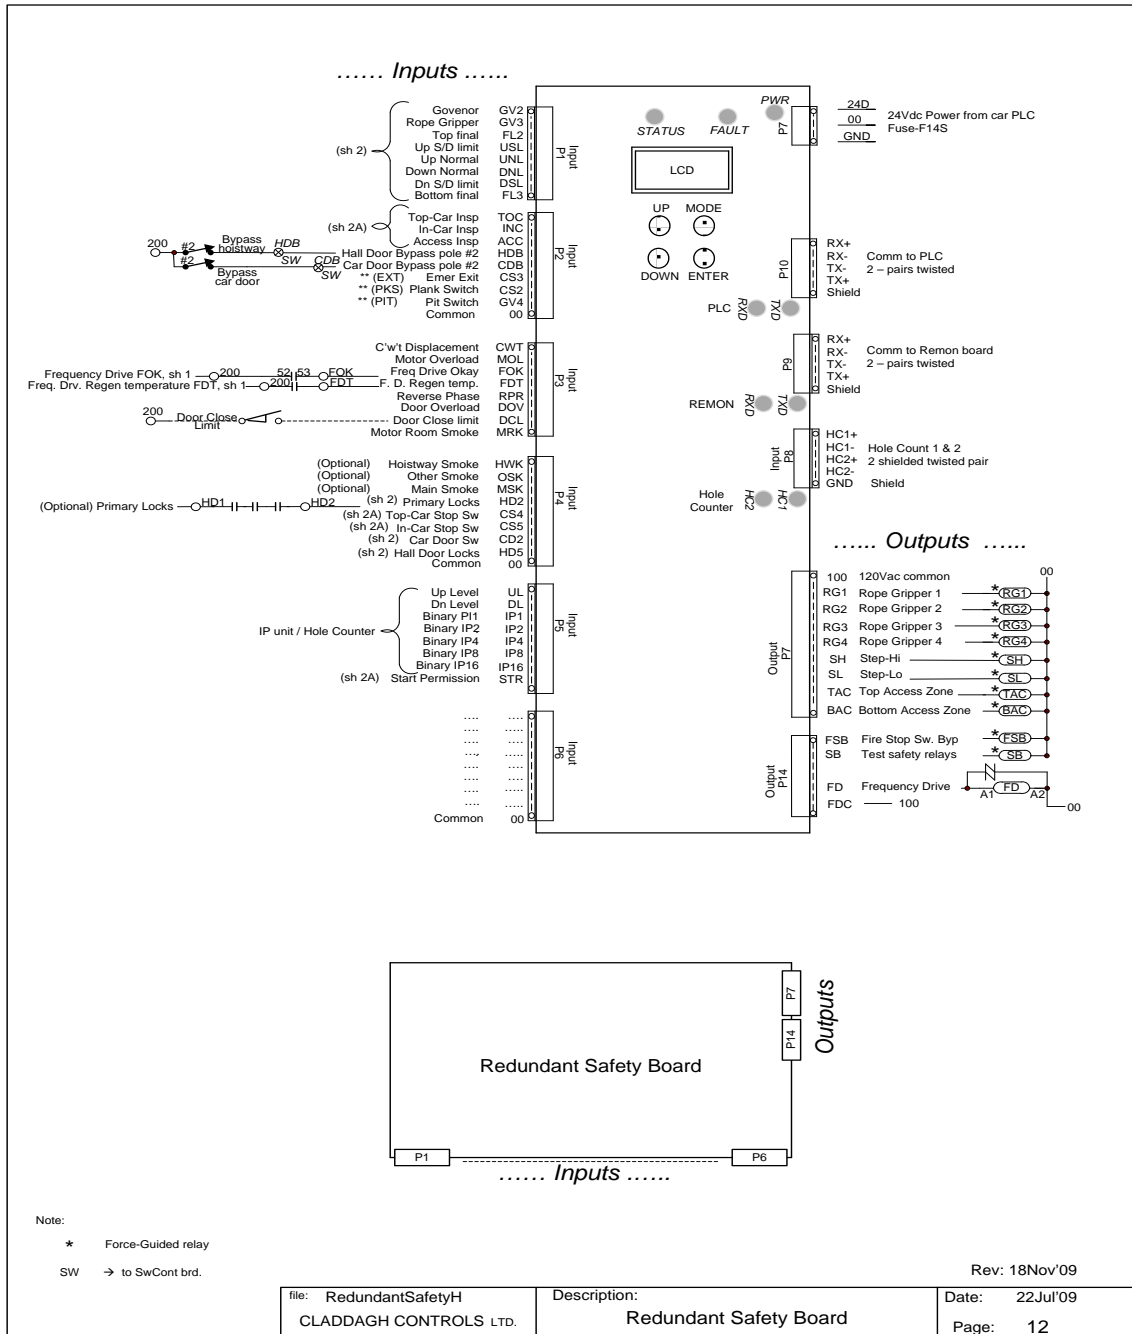 ...... Inputs ......
Govenor GV2
Rope Gripper GV3
Top final FL2
Up S/D limit USL
(sh 2)
Up Normal UNL
Down Normal DNL
Dn S/D limit DSL
Bottom final FL3
Input P1
Top-Car Insp TOC
(sh 2A) In-Car Insp INC
Access Insp ACC
200 #2 Bypass hoistway HDB SW Hall Door Bypass pole #2 HDB
#2 Bypass car door CDB SW Car Door Bypass pole #2 CDB
** (EXT) Emer Exit CS3
** (PKS) Plank Switch CS2
** (PIT) Pit Switch GV4
Common 00
Input P2
C'w't Displacement CWT
Motor Overload MOL
Frequency Drive FOK, sh 1 200 52 53 FOK Freq Drive Okay FOK
Freq. Drv. Regen temperature FDT, sh 1 200 FDT F. D. Regen temp. FDT
Reverse Phase RPR
Door Overload DOV
200 Door Close Limit Door Close limit DCL
Motor Room Smoke MRK
Input P3
(Optional) Hoistway Smoke HWK
(Optional) Other Smoke OSK
(Optional) Main Smoke MSK
(Optional) Primary Locks HD1 HD2 (sh 2) Primary Locks HD2
(sh 2A) Top-Car Stop Sw CS4
(sh 2A) In-Car Stop Sw CS5
(sh 2) Car Door Sw CD2
(sh 2) Hall Door Locks HD5
Common 00
Input P4
Up Level UL
Dn Level DL
Binary PI1 IP1
IP unit / Hole Counter Binary IP2 IP2
Binary IP4 IP4
Binary IP8 IP8
Binary IP16 IP16
(sh 2A) Start Permission STR
Input P5
.... ....
.... .....
...., .....
.... .....
.... .....
.... .....
.... .....
Common 00
Input P6
STATUS FAULT PWR
LCD
UP MODE
DOWN ENTER
PLC RXD TXD
REMON RXD TXD
Hole Counter HC2 HC1
P7
24D
00
GND
24Vdc Power from car PLC
Fuse-F14S
P10
RX+
RX- Comm to PLC
TX- 2 – pairs twisted
TX+
Shield
P9
RX+
RX- Comm to Remon board
TX- 2 – pairs twisted
TX+
Shield
Input P8
HC1+
HC1- Hole Count 1 & 2
HC2+ 2 shielded twisted pair
HC2-
GND Shield
...... Outputs ......
Output P7
100 120Vac common 00
RG1 Rope Gripper 1 * RG1
RG2 Rope Gripper 2 * RG2
RG3 Rope Gripper 3 * RG3
RG4 Rope Gripper 4 * RG4
SH Step-Hi * SH
SL Step-Lo * SL
TAC Top Access Zone * TAC
BAC Bottom Access Zone * BAC
Output P14
FSB Fire Stop Sw. Byp * FSB
SB Test safety relays * SB
FD Frequency Drive A1 FD A2
FDC 100 00
Redundant Safety Board
P7
P14
Outputs
P1 P6
...... Inputs ......
Note:
* Force-Guided relay
SW → to SwCont brd.
Rev: 18Nov'09
file: RedundantSafetyH
CLADDAGH CONTROLS LTD.
Description:
Redundant Safety Board
Date: 22Jul'09
Page: 12